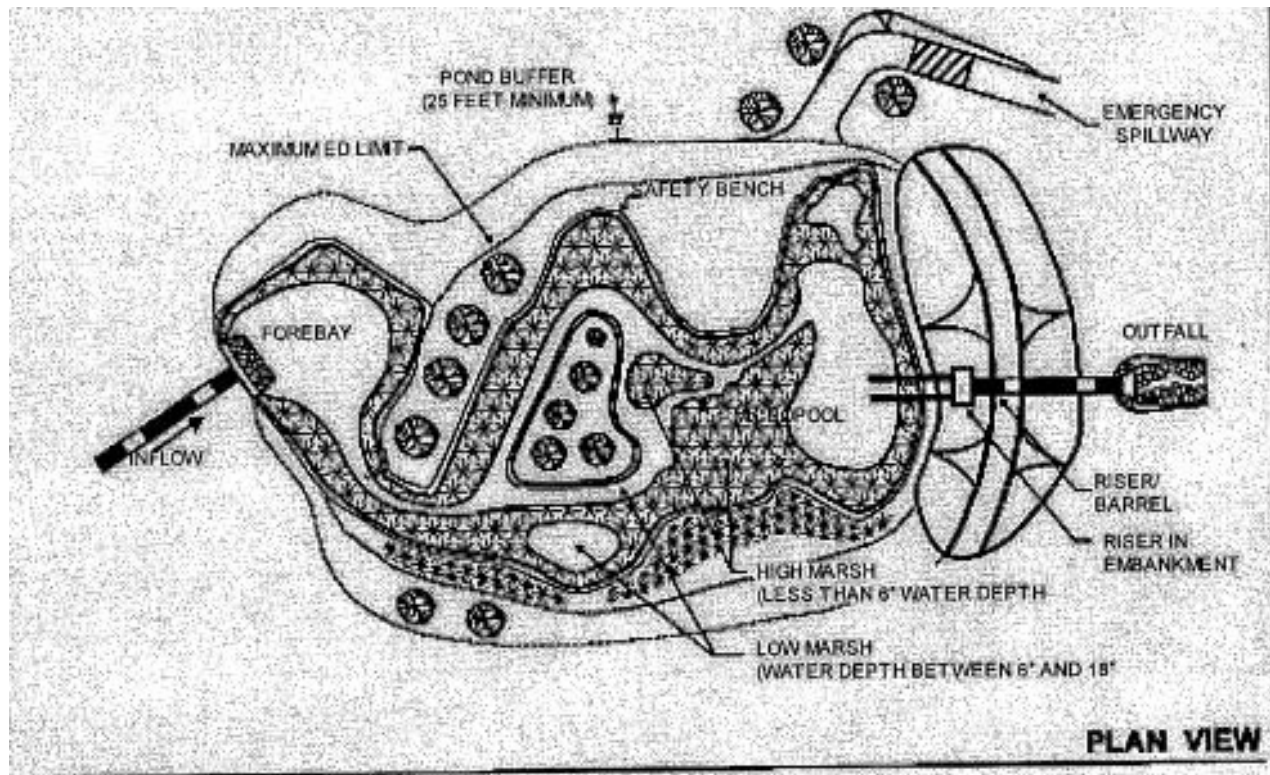 POND BUFFER
(25 FEET MINIMUM)
EMERGENCY
SPILLWAY
MAXIMUM ED LIMIT
SAFETY BENCH
FOREBAY
OUTFALL
POOL
INFLOW
RISER/
BARREL
RISER IN
EMBANKMENT
HIGH MARSH
(LESS THAN 6" WATER DEPTH
LOW MARSH
(WATER DEPTH BETWEEN 6" AND 18"
PLAN VIEW